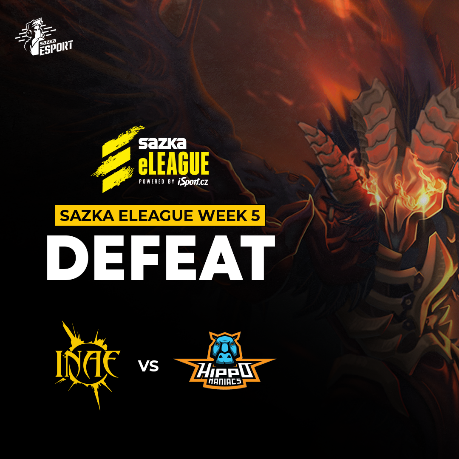 SAZKA
ESPORT
sazka
eLEAGUE
POWERED BY iSport.cz
SAZKA ELEAGUE WEEK 5
DEFEAT
INAE
VS
HIPPO
MANIACS